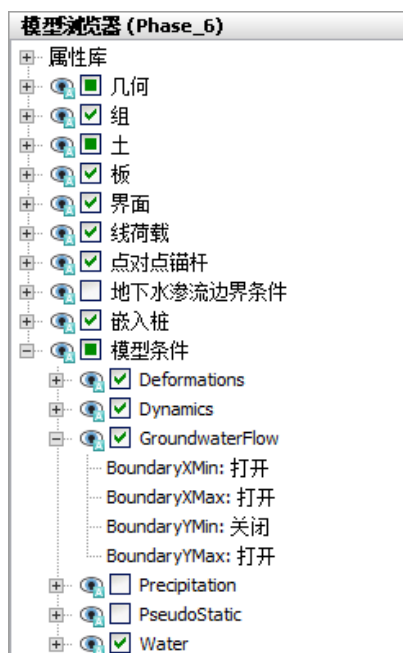 模型浏览器 (Phase_6)
属性库
几何
组
土
板
界面
线荷载
点对点锚杆
地下水渗流边界条件
嵌入桩
模型条件
Deformations
Dynamics
GroundwaterFlow
BoundaryXMin: 打开
BoundaryXMax: 打开
BoundaryYMin: 关闭
BoundaryYMax: 打开
Precipitation
PseudoStatic
Water